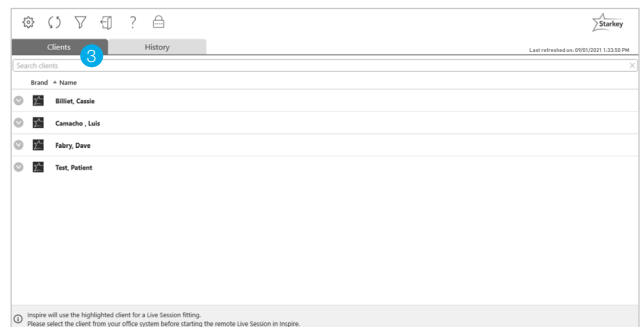 ?
Starkey
Clients
3
History
Last refreshed on: 09/01/2021 1:33:50 PM
Search clients
Brand Name
Billiet, Cassie
Camacho , Luis
Fabry, Dave
Test, Patient
Inspire will use the highlighted client for a Live Session fitting.
Please select the client from your office system before starting the remote Live Session in Inspire.